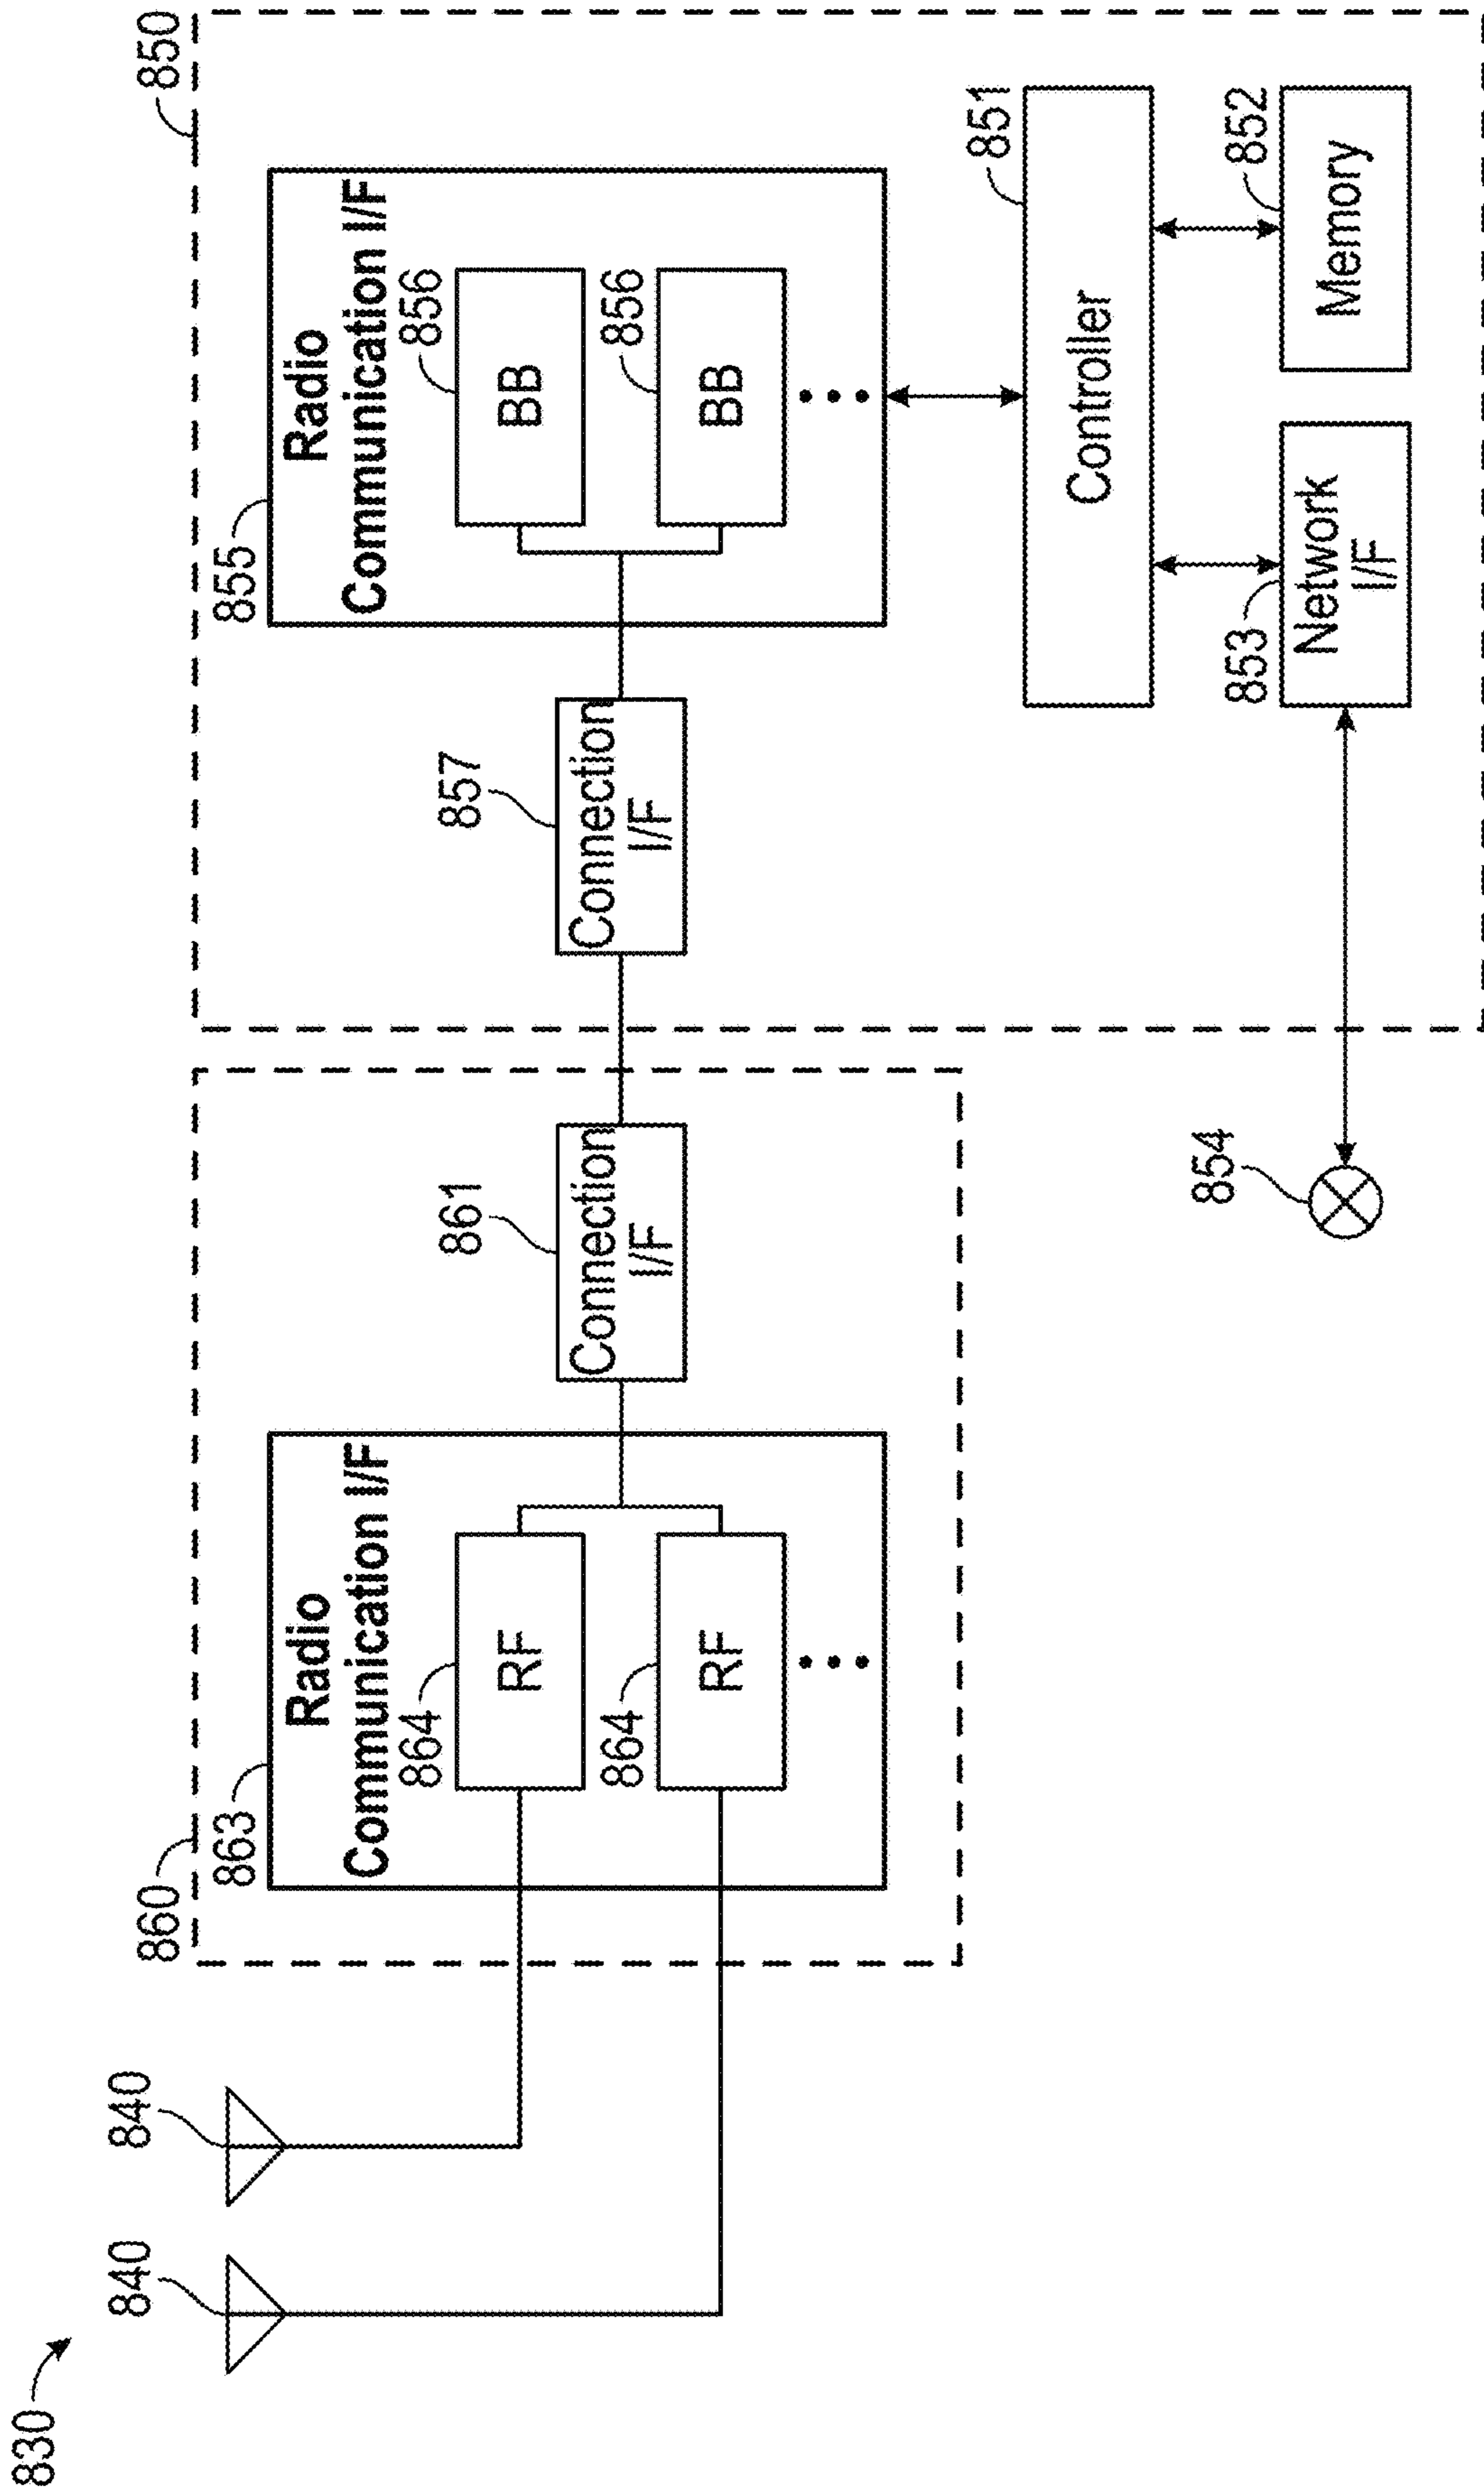 830
840
840
860
863
Radio
Communication I/F
864
RF
864
RF
861
Connection
I/F
850
857
Connection
I/F
855
Radio
Communication I/F
856
BB
856
BB
851
Controller
853
Network
I/F
852
Memory
854